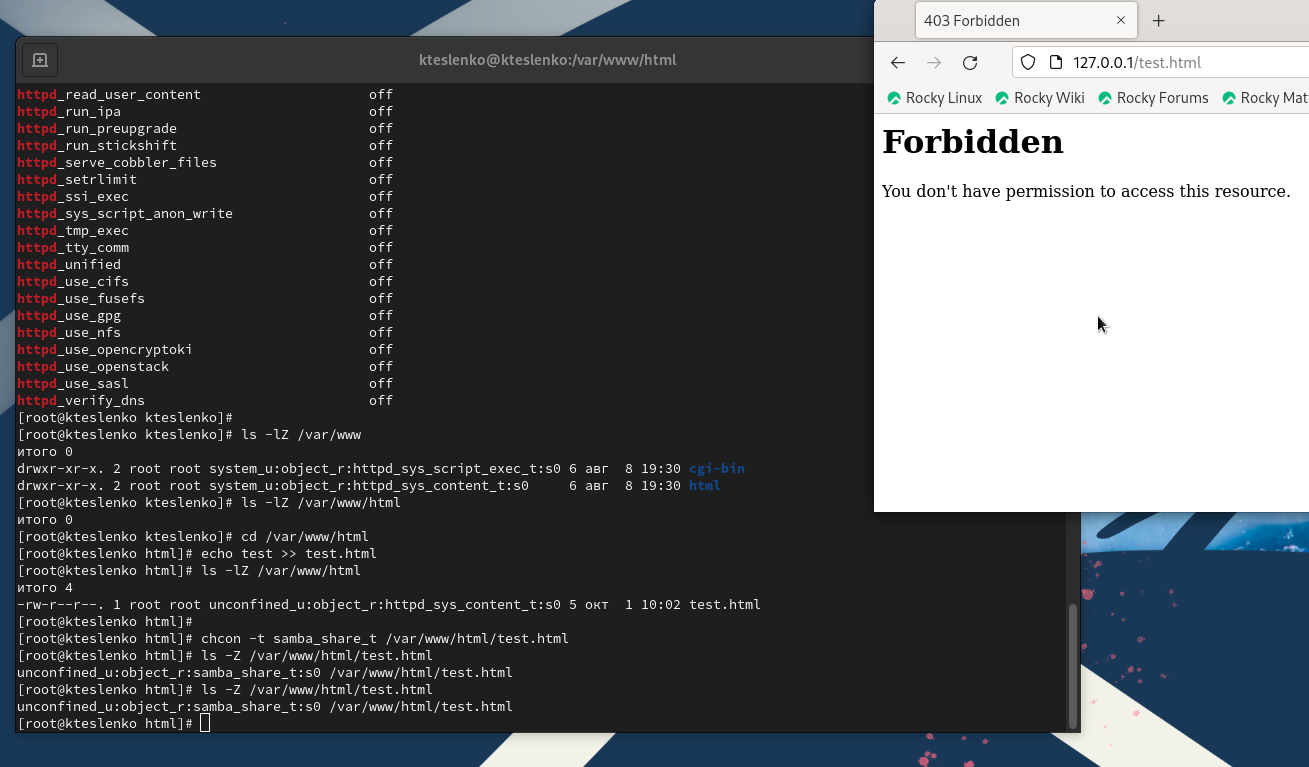 kteslenko@kteslenko:/var/www/html
httpd_read_user_content                     off
httpd_run_ipa                               off
httpd_run_preupgrade                        off
httpd_run_stickshift                        off
httpd_serve_cobbler_files                   off
httpd_setrlimit                             off
httpd_ssi_exec                              off
httpd_sys_script_anon_write                 off
httpd_tmp_exec                              off
httpd_tty_comm                              off
httpd_unified                               off
httpd_use_cifs                              off
httpd_use_fusefs                            off
httpd_use_gpg                               off
httpd_use_nfs                               off
httpd_use_opencryptoki                      off
httpd_use_openstack                         off
httpd_use_sasl                              off
httpd_verify_dns                            off
[root@kteslenko kteslenko]#
[root@kteslenko kteslenko]# ls -lZ /var/www
итого 0
drwxr-xr-x. 2 root root system_u:object_r:httpd_sys_script_exec_t:s0 6 авг  8 19:30 cgi-bin
drwxr-xr-x. 2 root root system_u:object_r:httpd_sys_content_t:s0     6 авг  8 19:30 html
[root@kteslenko kteslenko]# ls -lZ /var/www/html
итого 0
[root@kteslenko kteslenko]# cd /var/www/html
[root@kteslenko html]# echo test >> test.html
[root@kteslenko html]# ls -lZ /var/www/html
итого 4
-rw-r--r--. 1 root root unconfined_u:object_r:httpd_sys_content_t:s0 5 окт  1 10:02 test.html
[root@kteslenko html]#
[root@kteslenko html]# chcon -t samba_share_t /var/www/html/test.html
[root@kteslenko html]# ls -Z /var/www/html/test.html
unconfined_u:object_r:samba_share_t:s0 /var/www/html/test.html
[root@kteslenko html]# ls -Z /var/www/html/test.html
unconfined_u:object_r:samba_share_t:s0 /var/www/html/test.html
[root@kteslenko html]#
403 Forbidden
127.0.0.1/test.html
Rocky Linux Rocky Wiki Rocky Forums Rocky Mat
Forbidden
You don't have permission to access this resource.